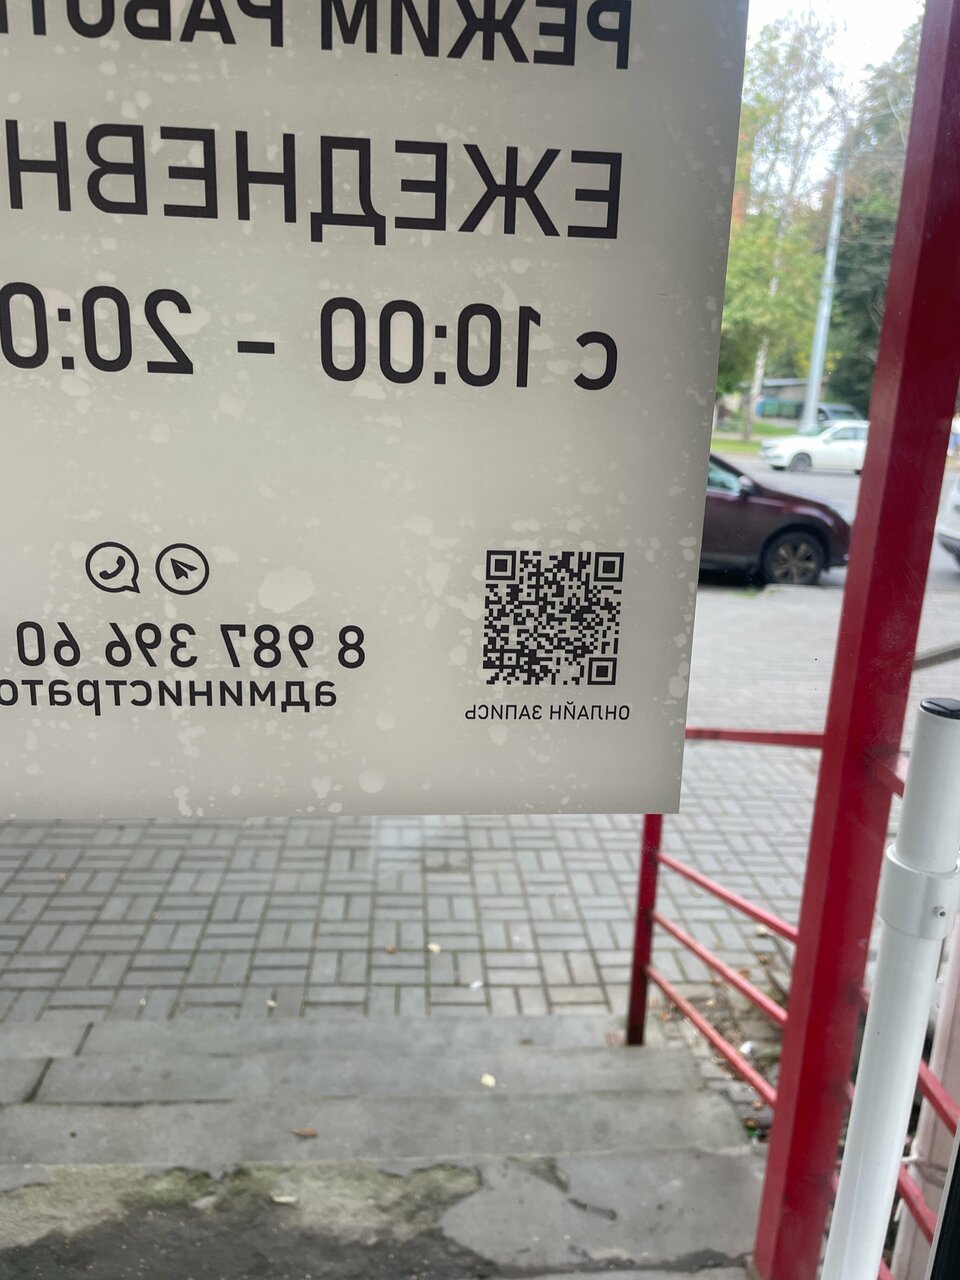 РЕЖИМ РАБОТ
ЕЖЕДНЕВН
с 10:00 – 20:0
8 987 396 60
администрато
ОНЛАЙН ЗАПИСЬ